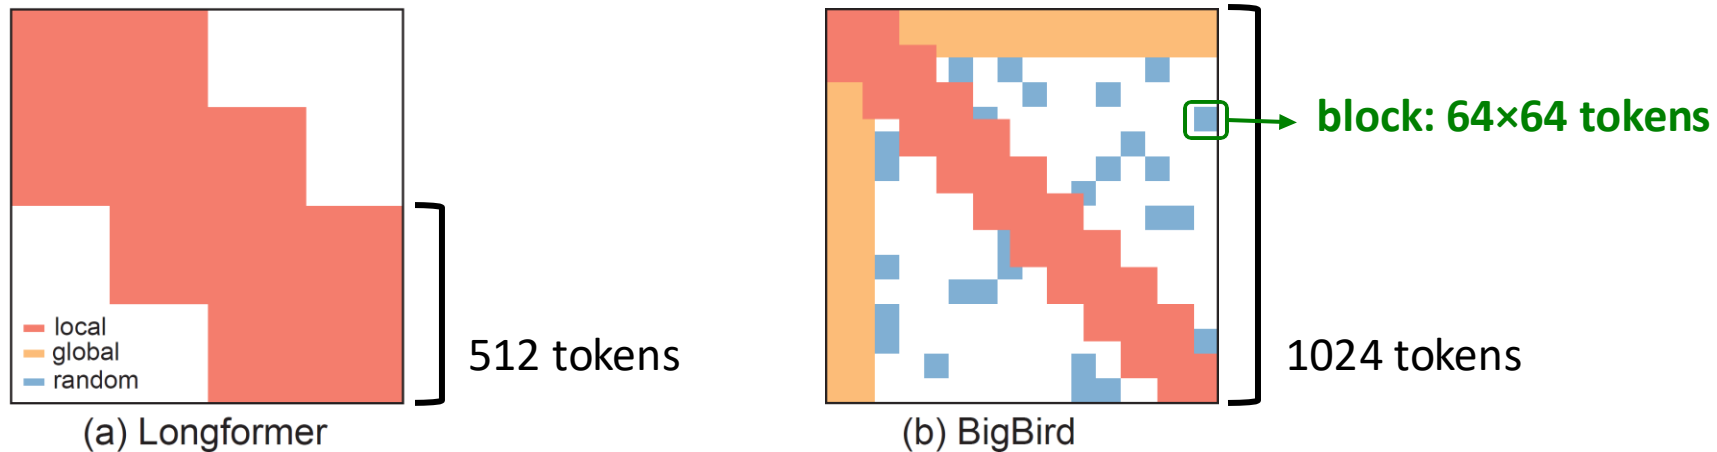 local
global
random
512 tokens
(a) Longformer
block: 64×64 tokens
1024 tokens
(b) BigBird